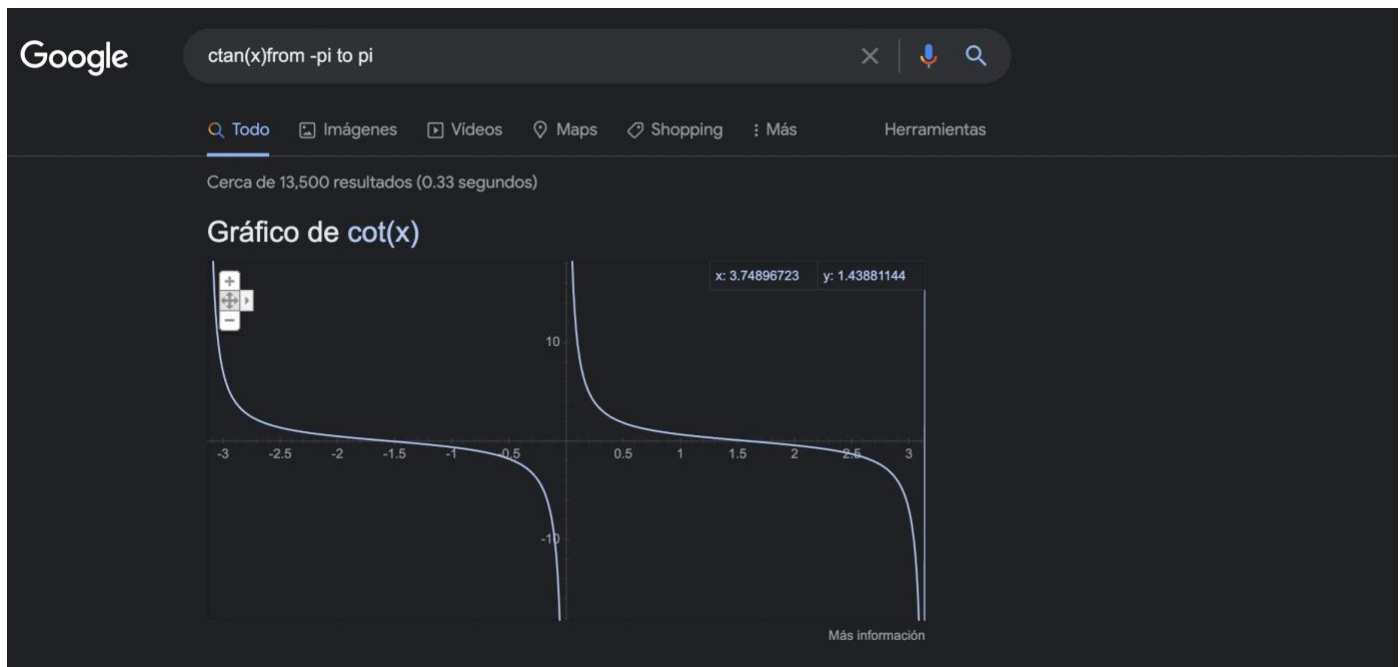 Google ctan(x)from -pi to pi
Todo Imágenes Vídeos Maps Shopping Más Herramientas
Cerca de 13,500 resultados (0.33 segundos)
Gráfico de cot(x)
x: 3.74896723 y: 1.43881144
10
-3 -2.5 -2 -1.5 -1 -0.5 0.5 1 1.5 2 2.5 3
-10
Más información